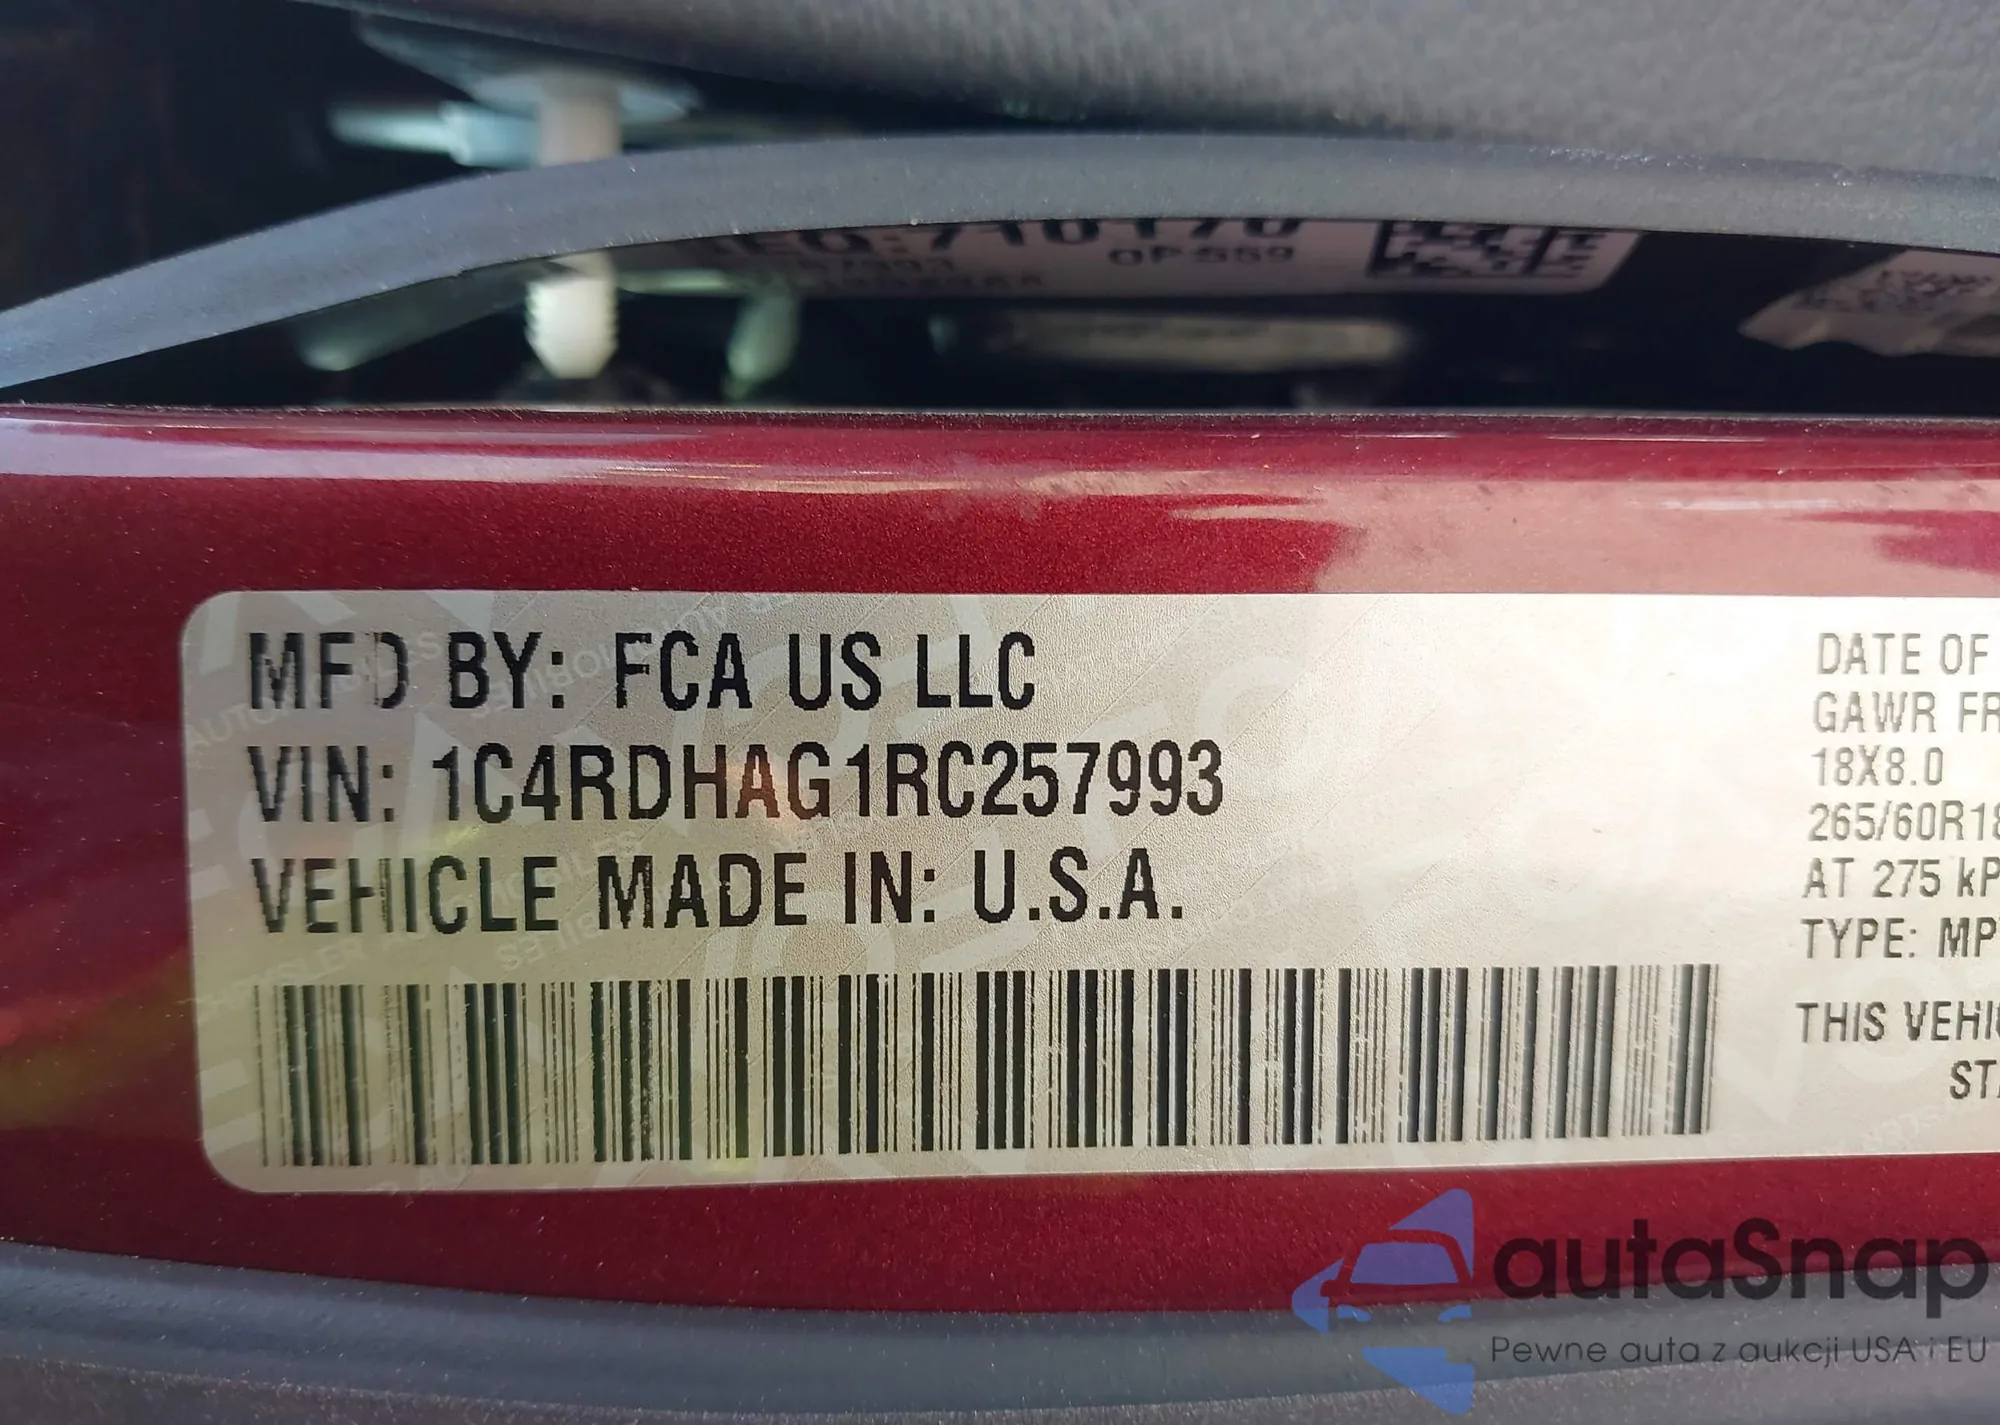 0PS59
MFD BY: FCA US LLC
VIN: 1C4RDHAG1RC257993
VEHICLE MADE IN: U.S.A.
DATE OF
GAWR FR
18X8.0
265/60R18
AT 275 kP
TYPE: MP
THIS VEHIC
STA
autaSnap
Pewne auta z aukcji USA i EU